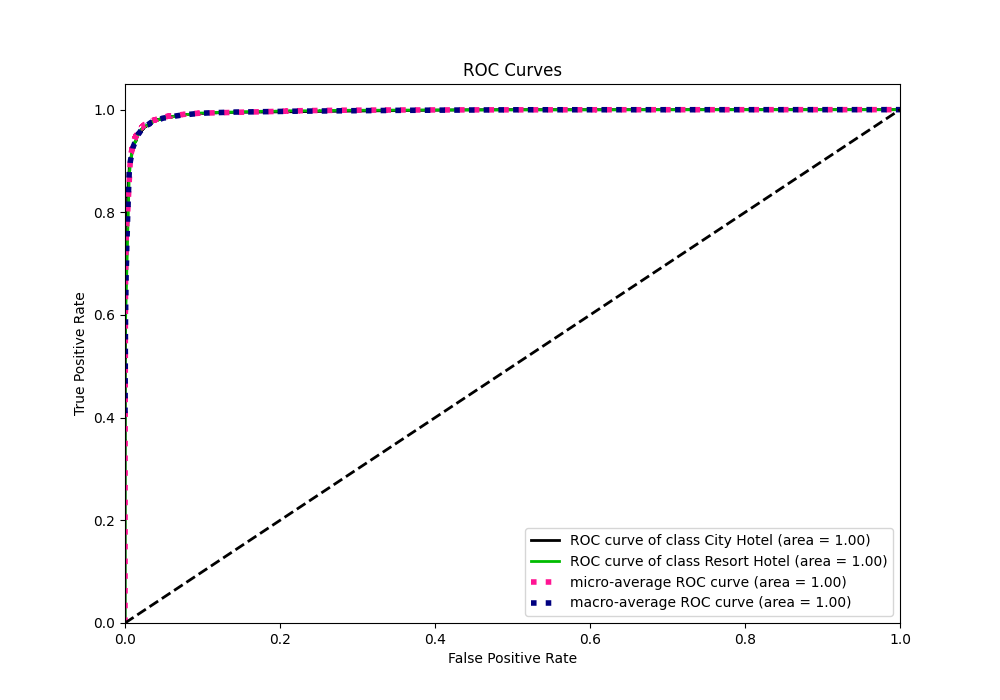 ROC Curves
True Positive Rate
1.0
0.8
0.6
0.4
0.2
0.0
0.0 0.2 0.4 0.6 0.8 1.0
False Positive Rate
ROC curve of class City Hotel (area = 1.00)
ROC curve of class Resort Hotel (area = 1.00)
micro-average ROC curve (area = 1.00)
macro-average ROC curve (area = 1.00)